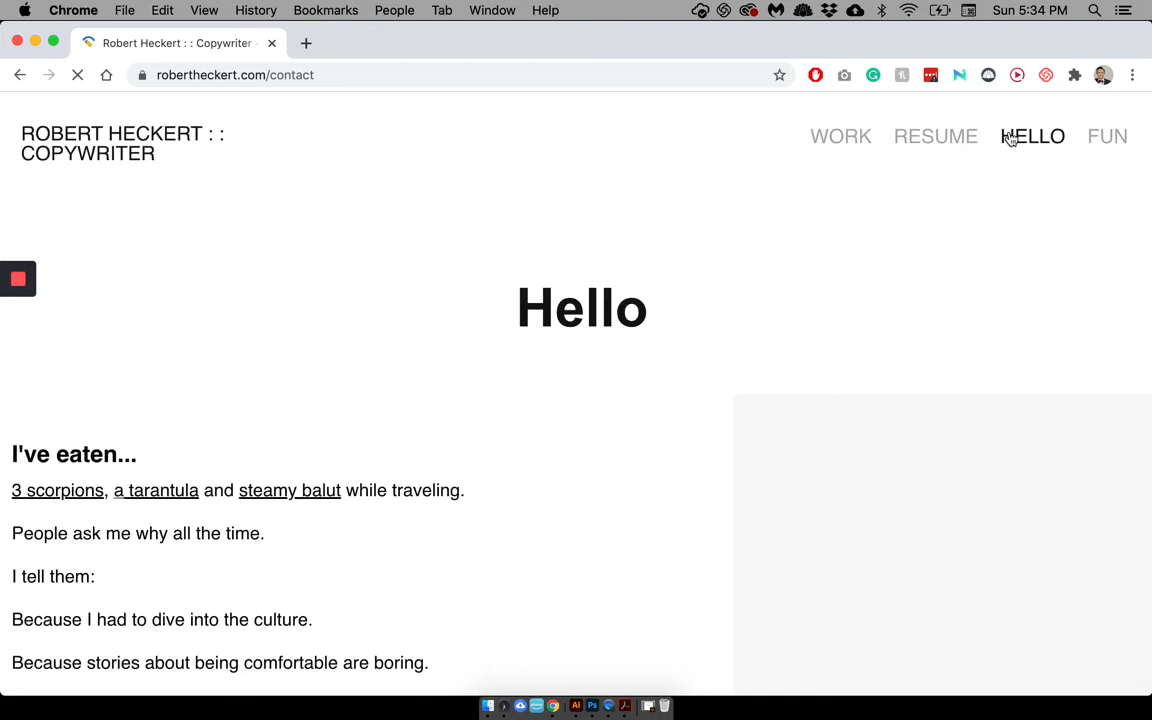 Chrome File Edit View History Bookmarks People Tab Window Help Sun 5:34 PM
Robert Heckert : : Copywriter -
robertheckert.com/contact
ROBERT HECKERT : :
COPYWRITER
WORK RESUME HELLO FUN
Hello
I've eaten...
3 scorpions, a tarantula and steamy balut while traveling.
People ask me why all the time.
I tell them:
Because I had to dive into the culture.
Because stories about being comfortable are boring.
Ai Ps